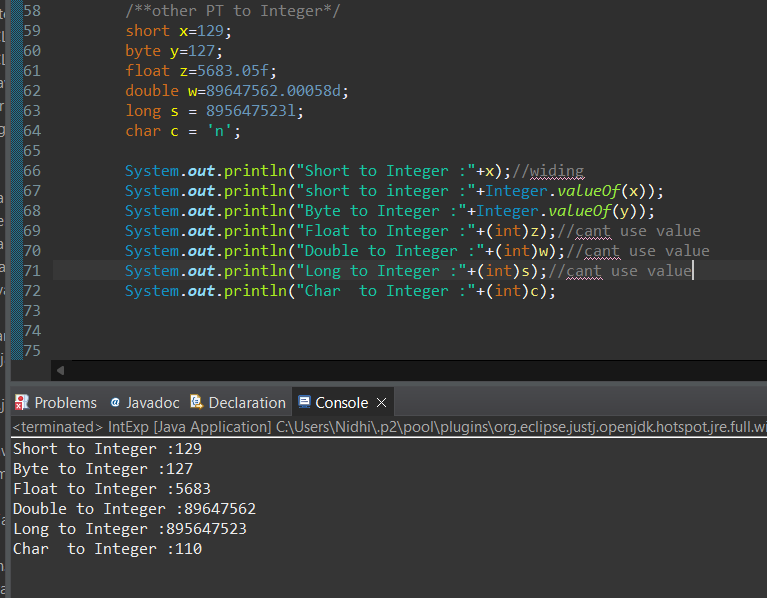 58 /**other PT to Integer*/
59 short x=129;
60 byte y=127;
61 float z=5683.05f;
62 double w=89647562.00058d;
63 long s = 895647523l;
64 char c = 'n';
65
66 System.out.println("Short to Integer :"+x);//widing
67 System.out.println("short to integer :"+Integer.valueOf(x));
68 System.out.println("Byte to Integer :"+Integer.valueOf(y));
69 System.out.println("Float to Integer :"+(int)z);//cant use value
70 System.out.println("Double to Integer :"+(int)w);//cant use value
71 System.out.println("Long to Integer :"+(int)s);//cant use value
72 System.out.println("Char  to Integer :"+(int)c);
73
74
75
Problems @ Javadoc Declaration Console
<terminated> IntExp [Java Application] C:\Users\Nidhi\.p2\pool\plugins\org.eclipse.justj.openjdk.hotspot.jre.full.w
Short to Integer :129
Byte to Integer :127
Float to Integer :5683
Double to Integer :89647562
Long to Integer :895647523
Char  to Integer :110